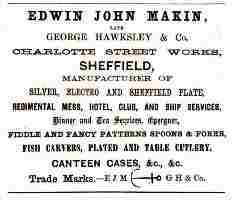 EDWIN JOHN MAKIN,
LATE
GEORGE HAWKSLEY & Co.
CHARLOTTE STREET WORKS,
SHEFFIELD,
MANUFACTURER OF
SILVER, ELECTRO AND SHEFFIELD PLATE,
REGIMENTAL MESS, HOTEL, CLUB, AND SHIP SERVICES,
Dinner and Tea Services, Epergnes,
FIDDLE AND FANCY PATTERNS SPOONS & FORKS,
FISH CARVERS, PLATED AND TABLE CUTLERY,
CANTEEN CASES, &c., &c.
Trade Marks.—EJM G H & Co.